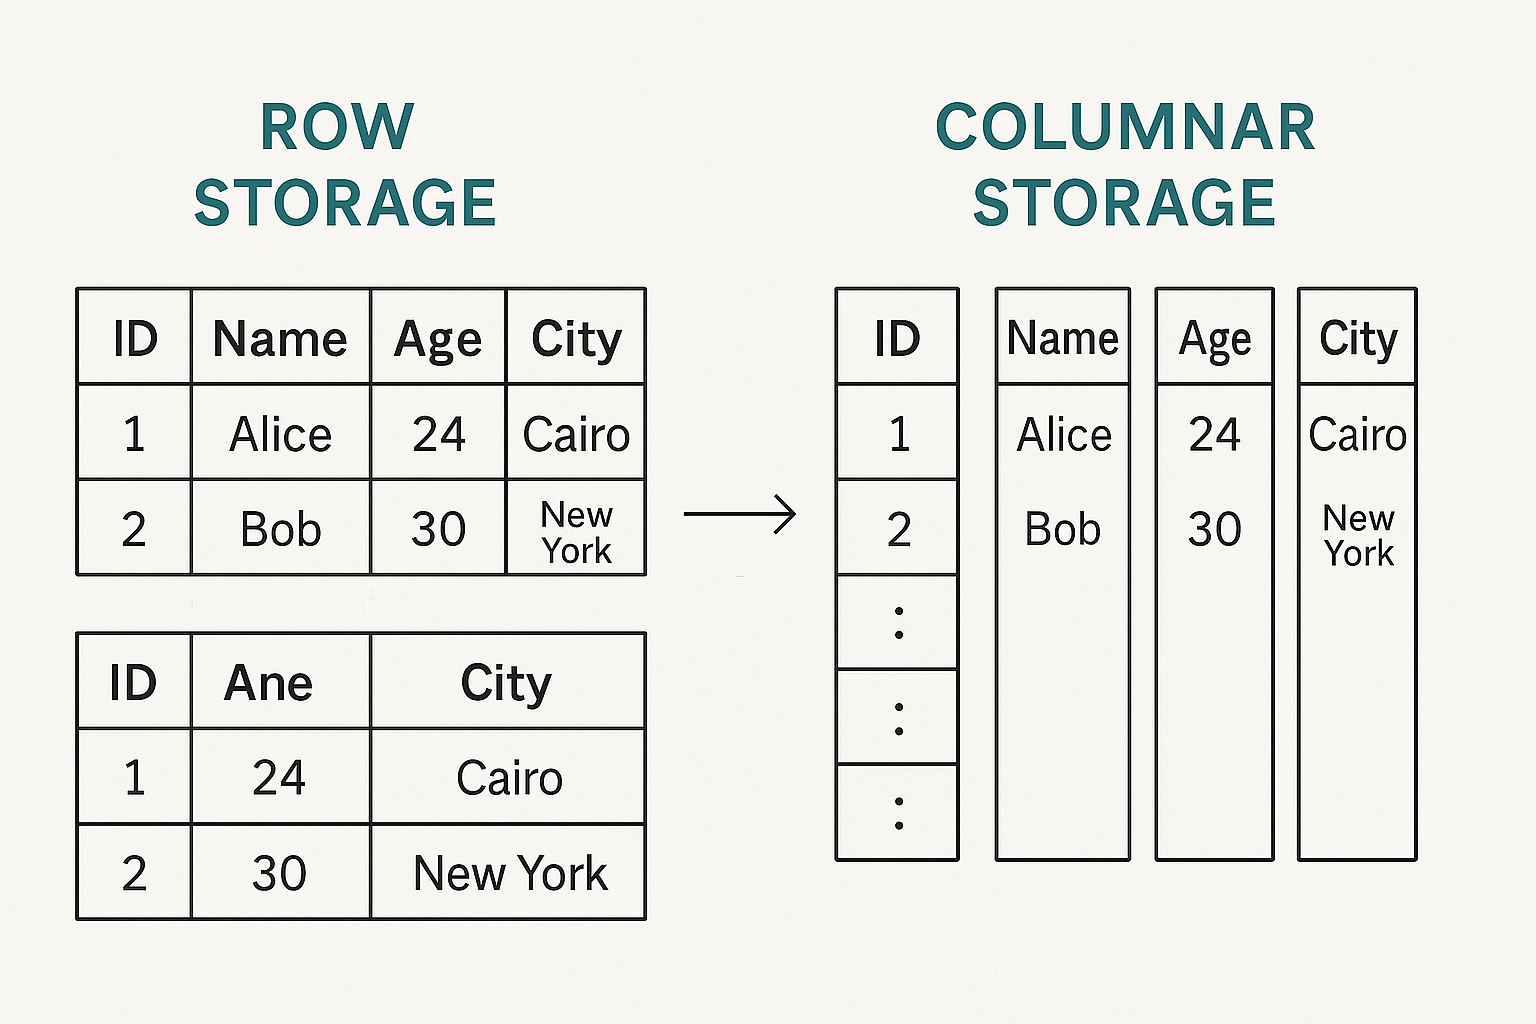 ROW
STORAGE
ID Name Age City
1 Alice 24 Cairo
2 Bob 30 New
York
ID Ane City
1 24 Cairo
2 30 New York
COLUMNAR
STORAGE
ID Name Age City
1 Alice 24 Cairo
2 Bob 30 New
York
:
:
: